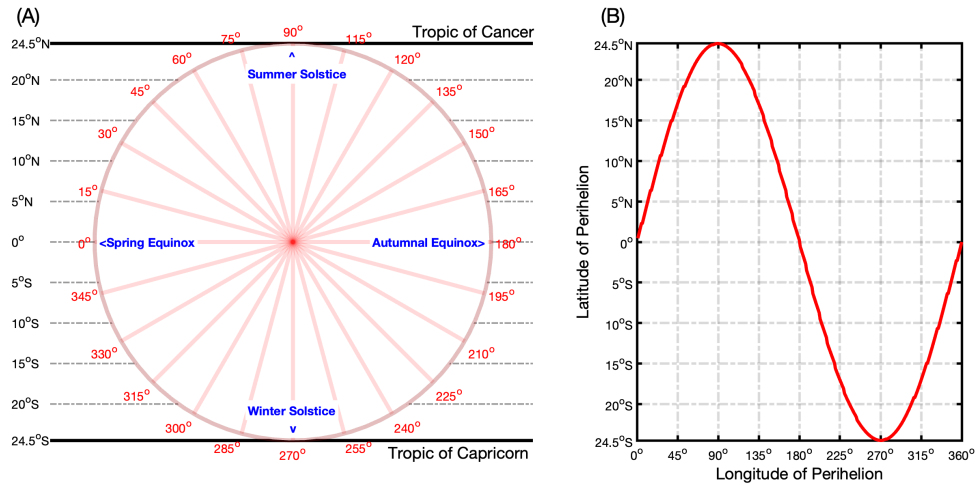 (A)
Tropic of Cancer
24.5°N
20°N
15°N
10°N
5°N
0°
5°S
10°S
15°S
20°S
24.5°S
90°
75°
115°
60°
120°
45°
135°
30°
150°
15°
165°
0°
180°
345°
195°
330°
210°
315°
225°
300°
240°
285°
255°
270°
^
Summer Solstice
<Spring Equinox
Autumnal Equinox>
Winter Solstice
v
Tropic of Capricorn
(B)
24.5°N
20°N
15°N
10°N
5°N
0°
5°S
10°S
15°S
20°S
24.5°S
Latitude of Perihelion
0° 45° 90° 135° 180° 225° 270° 315° 360°
Longitude of Perihelion